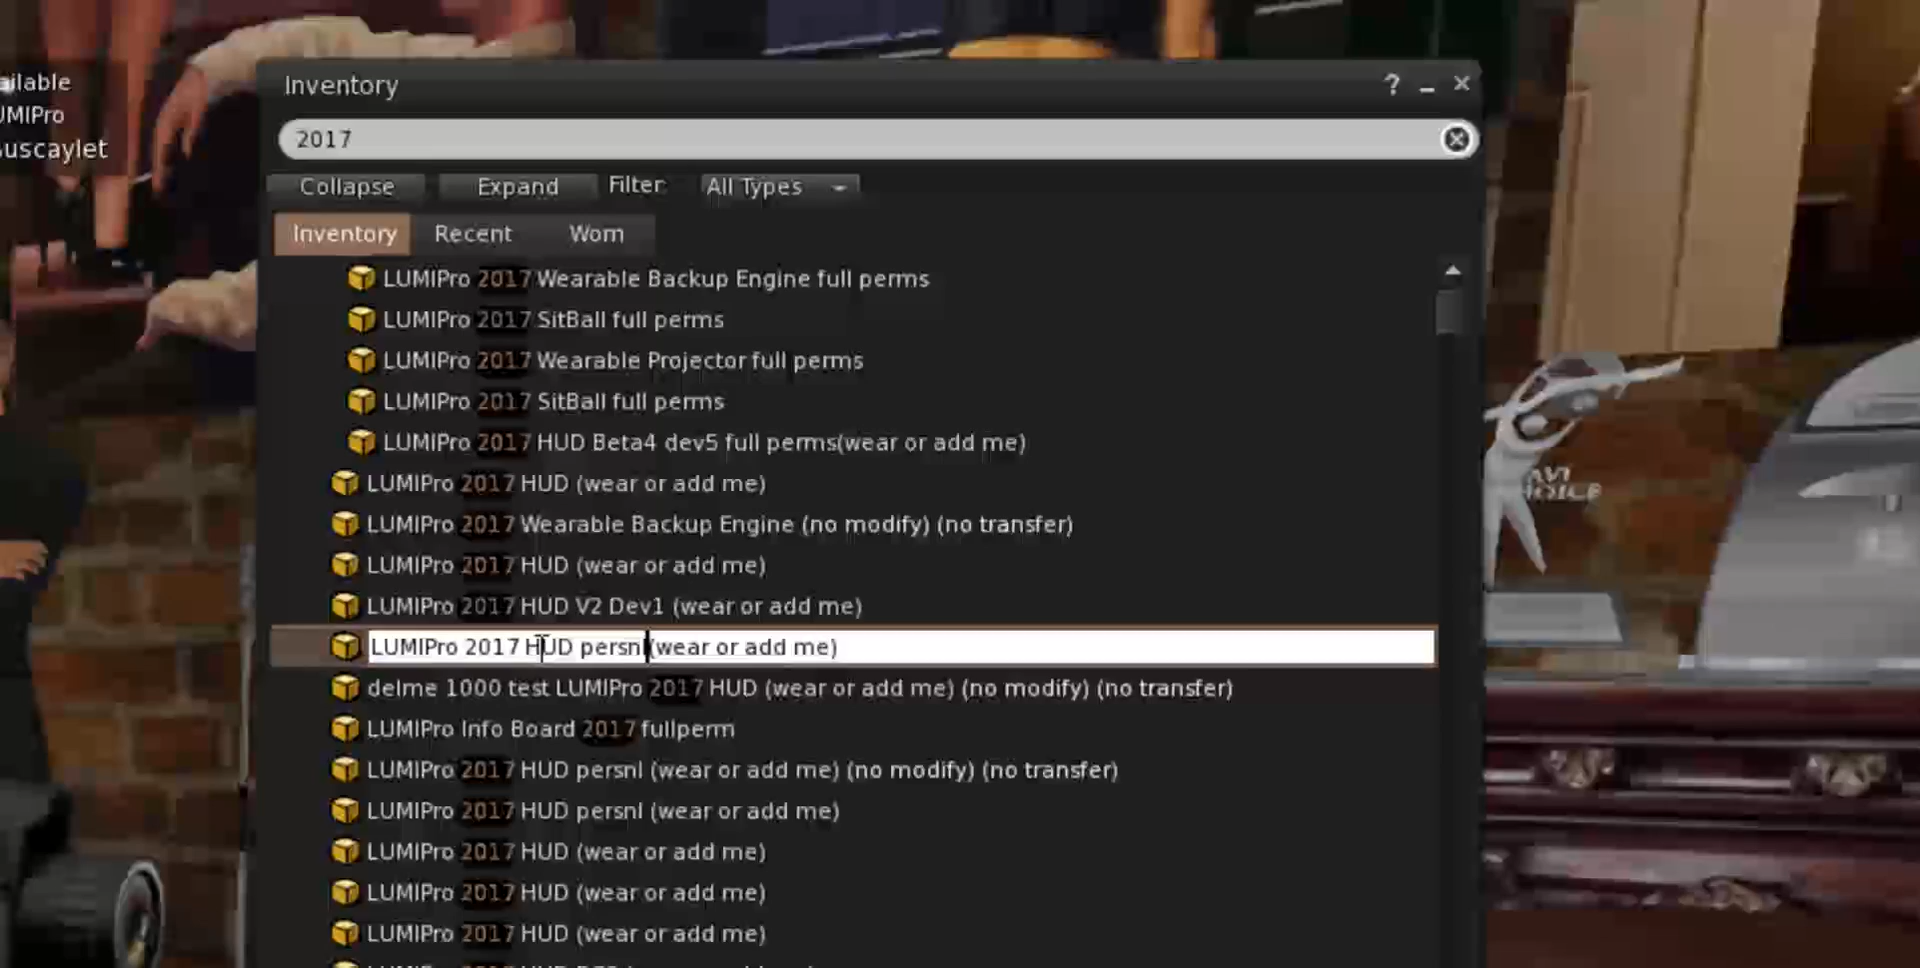 ailable
UMIPro
uscaylet
Inventory ? _ ×
2017
Collapse Expand Filter: All Types
Inventory Recent Worn
LUMIPro 2017 Wearable Backup Engine full perms
LUMIPro 2017 SitBall full perms
LUMIPro 2017 Wearable Projector full perms
LUMIPro 2017 SitBall full perms
LUMIPro 2017 HUD Beta4 dev5 full perms(wear or add me)
LUMIPro 2017 HUD (wear or add me)
LUMIPro 2017 Wearable Backup Engine (no modify) (no transfer)
LUMIPro 2017 HUD (wear or add me)
LUMIPro 2017 HUD V2 Dev1 (wear or add me)
LUMIPro 2017 HUD persnl (wear or add me)
delme 1000 test LUMIPro 2017 HUD (wear or add me) (no modify) (no transfer)
LUMIPro Info Board 2017 fullperm
LUMIPro 2017 HUD persnl (wear or add me) (no modify) (no transfer)
LUMIPro 2017 HUD persnl (wear or add me)
LUMIPro 2017 HUD (wear or add me)
LUMIPro 2017 HUD (wear or add me)
LUMIPro 2017 HUD (wear or add me)
AVI